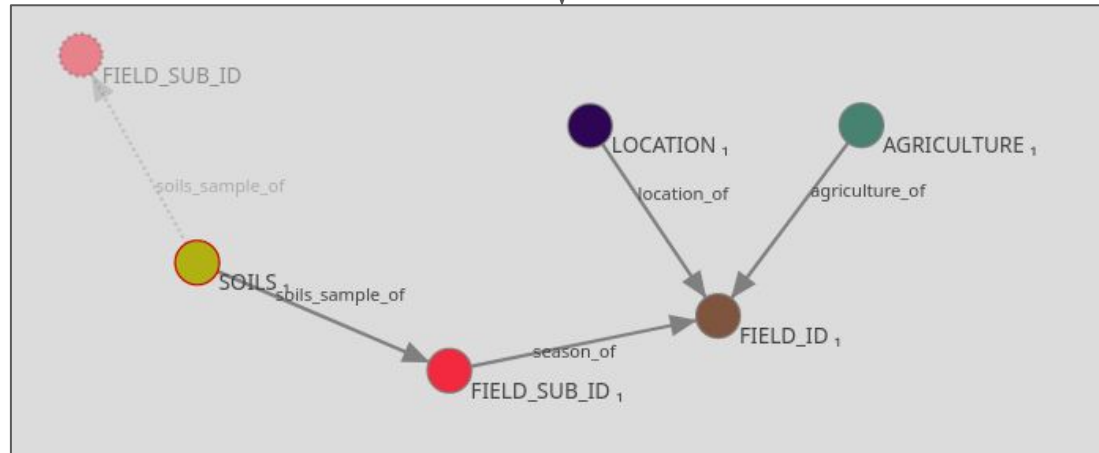 FIELD_SUB_ID
LOCATION ₁
AGRICULTURE ₁
soils_sample_of
location_of
agriculture_of
SOILS ₁
soils_sample_of
FIELD_ID ₁
season_of
FIELD_SUB_ID ₁